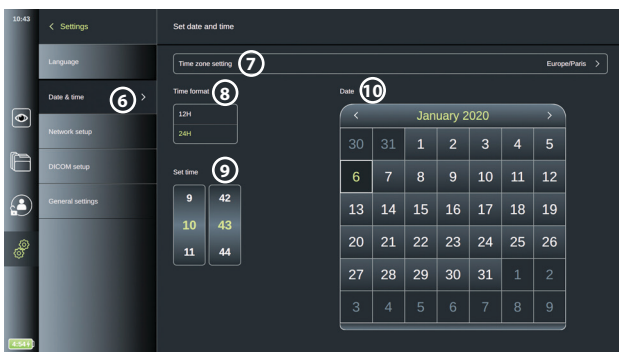 10:43
Settings
Set date and time
Language
Time zone setting 7 Europe/Paris
Date & time 6
Time format 8
Date 10
12H
24H
January 2020
Network setup
30 31 1 2 3 4 5
DICOM setup
Set time 9
6 7 8 9 10 11 12
General settings
9 42
10 43
11 44
13 14 15 16 17 18 19
20 21 22 23 24 25 26
27 28 29 30 31 1 2
3 4 5 6 7 8 9
4:54